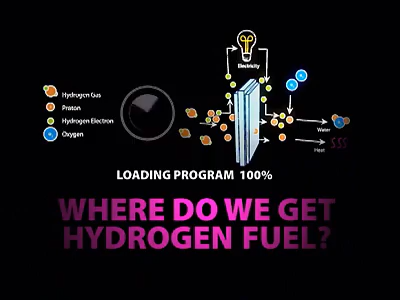 Electricity
Hydrogen Gas
Proton
Hydrogen Electron
Oxygen
Water
Heat
LOADING PROGRAM 100%
WHERE DO WE GET
HYDROGEN FUEL?